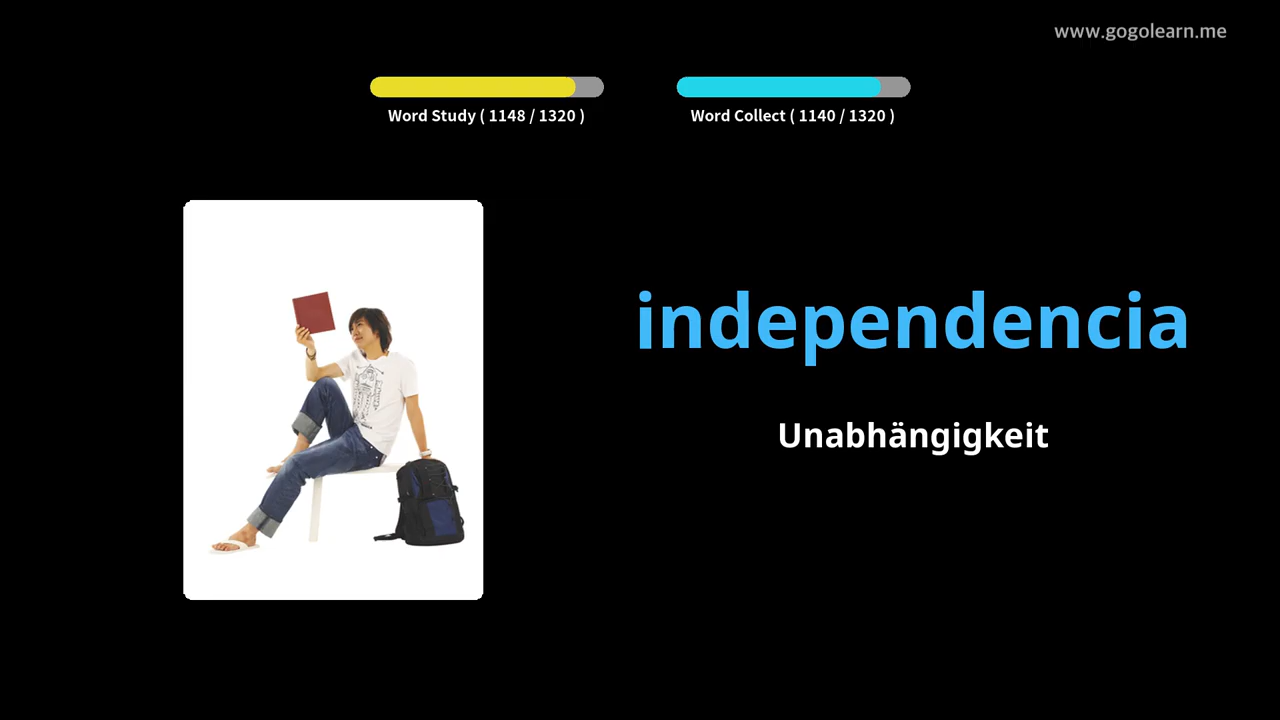 www.gogolearn.me
Word Study ( 1148 / 1320 )
Word Collect ( 1140 / 1320 )
independencia
Unabhängigkeit